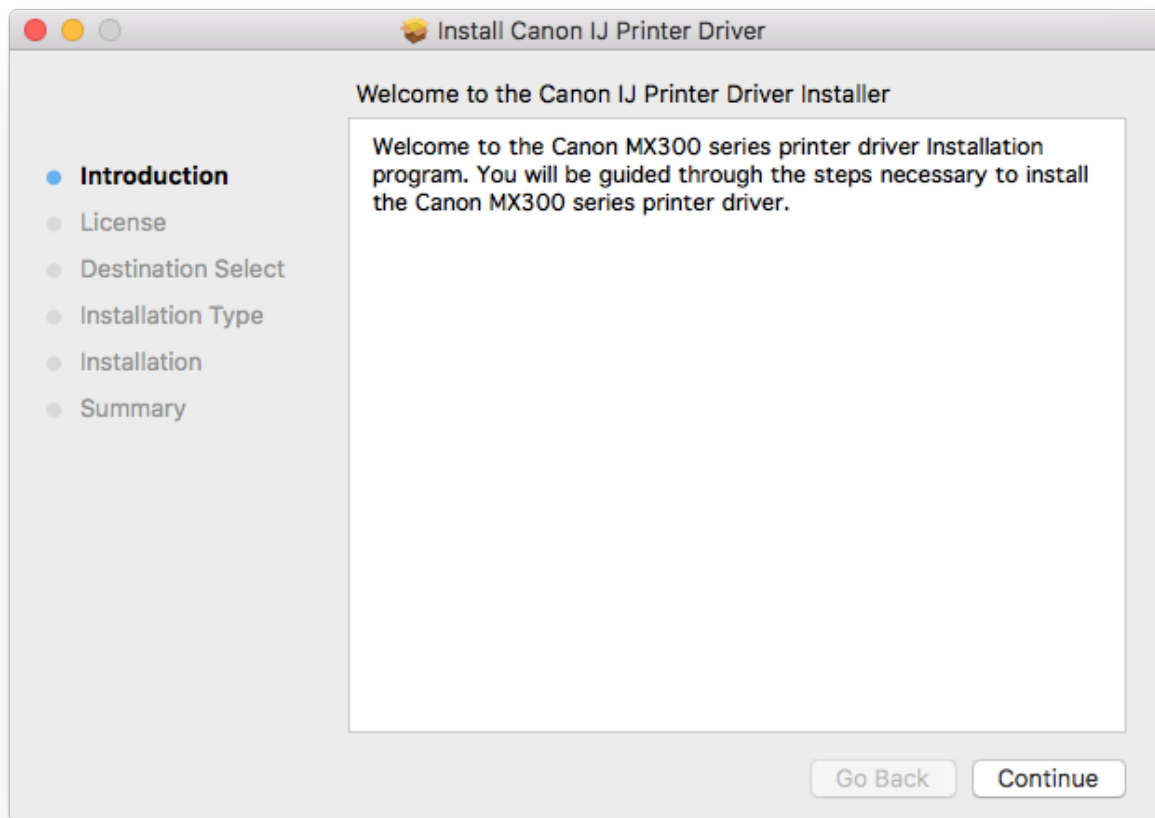 Install Canon IJ Printer Driver
Welcome to the Canon IJ Printer Driver Installer
Introduction
License
Destination Select
Installation Type
Installation
Summary
Welcome to the Canon MX300 series printer driver Installation
program. You will be guided through the steps necessary to install
the Canon MX300 series printer driver.
Go Back
Continue